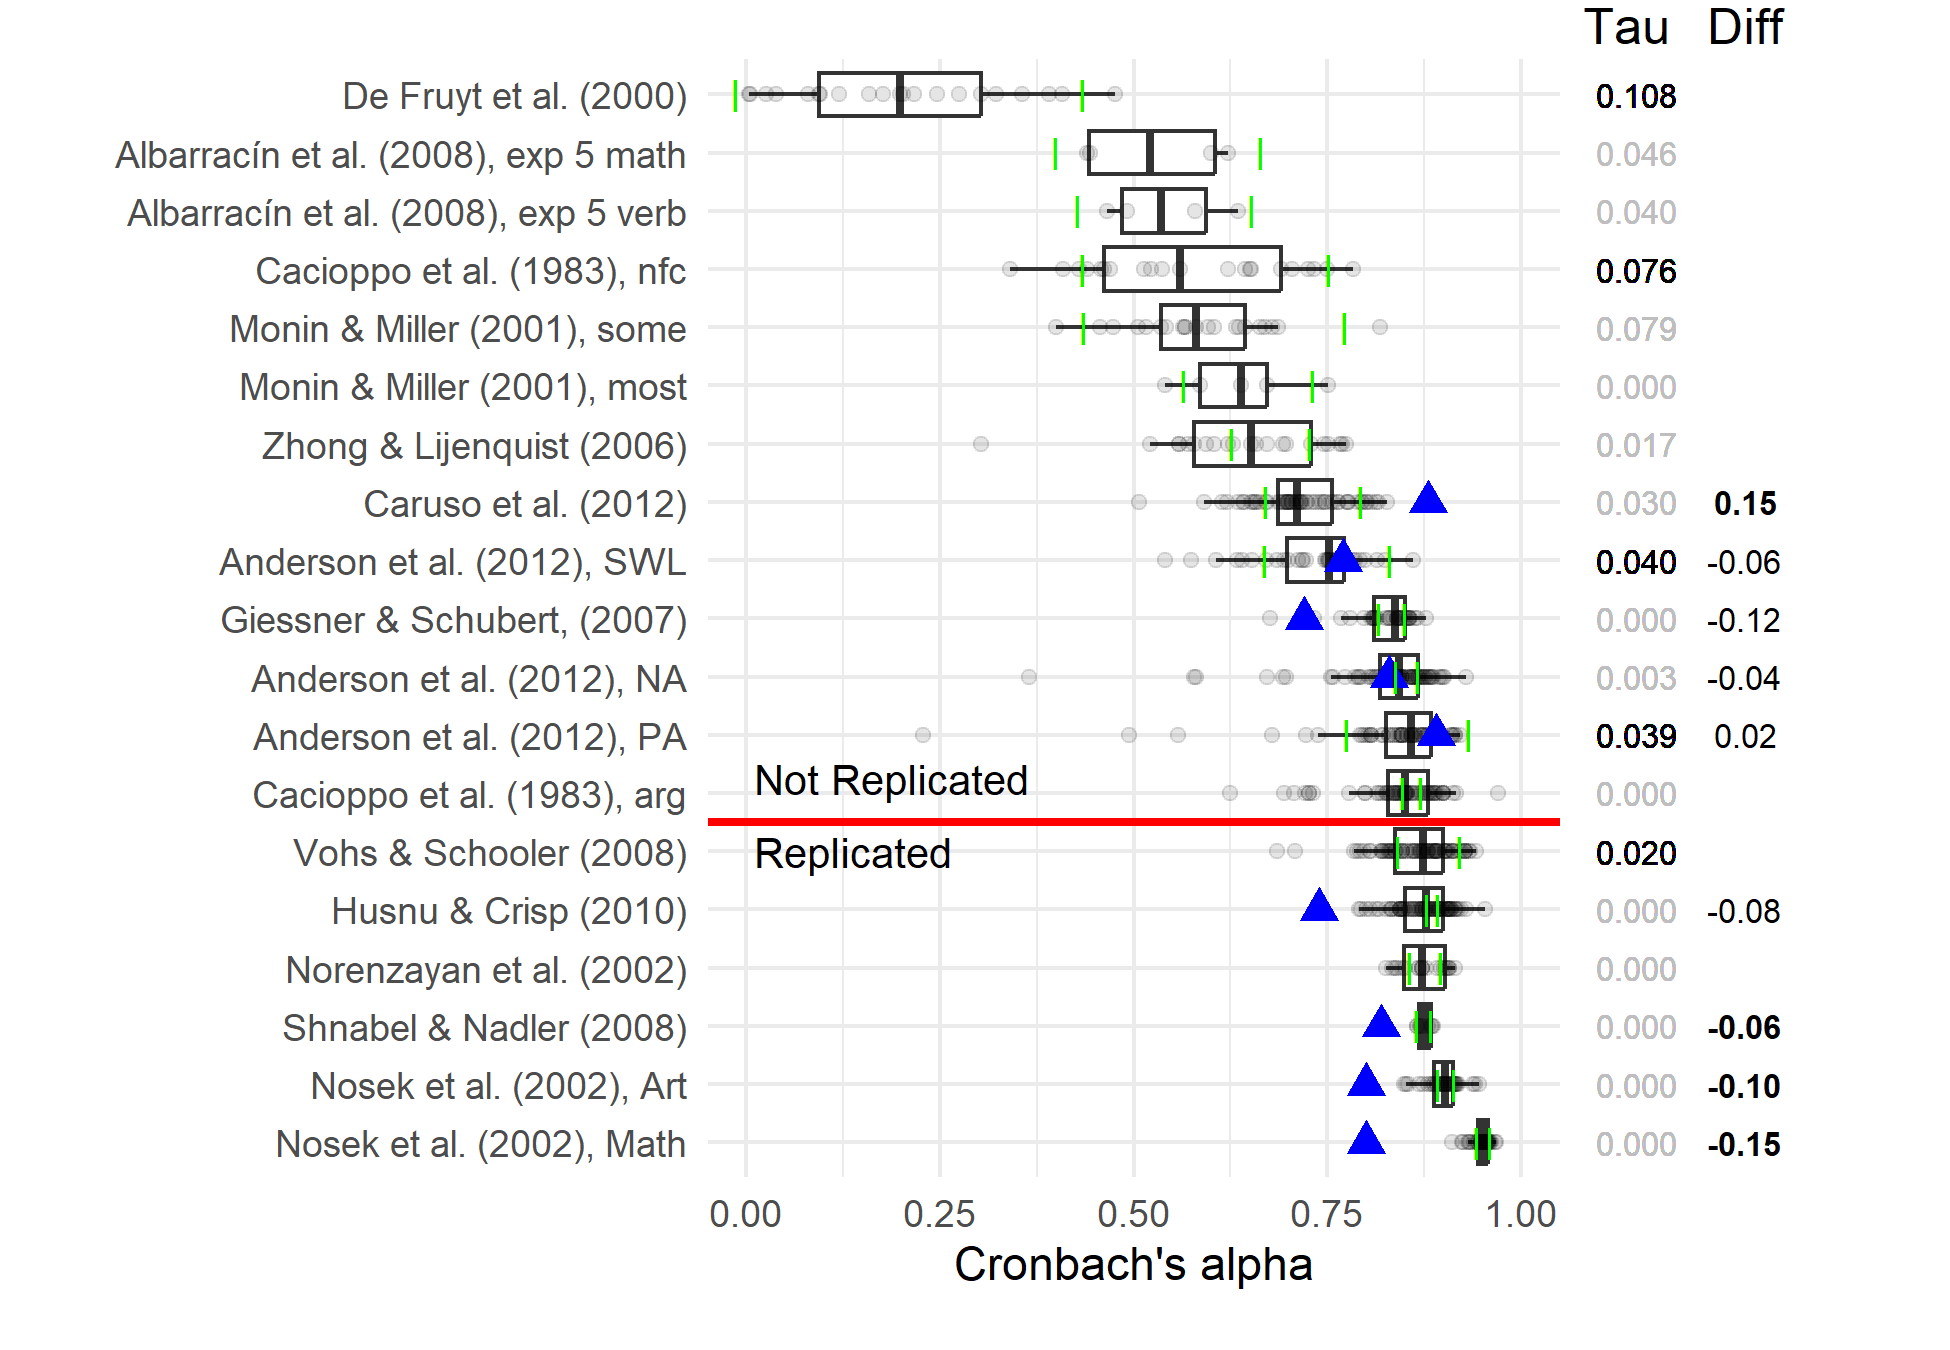 Tau Diff
De Fruyt et al. (2000) 0.108
Albarracín et al. (2008), exp 5 math 0.046
Albarracín et al. (2008), exp 5 verb 0.040
Cacioppo et al. (1983), nfc 0.076
Monin & Miller (2001), some 0.079
Monin & Miller (2001), most 0.000
Zhong & Lijenquist (2006) 0.017
Caruso et al. (2012) 0.030 0.15
Anderson et al. (2012), SWL 0.040 -0.06
Giessner & Schubert, (2007) 0.000 -0.12
Anderson et al. (2012), NA 0.003 -0.04
Anderson et al. (2012), PA 0.039 0.02
Not Replicated
Cacioppo et al. (1983), arg 0.000
Vohs & Schooler (2008) Replicated 0.020
Husnu & Crisp (2010) 0.000 -0.08
Norenzayan et al. (2002) 0.000
Shnabel & Nadler (2008) 0.000 -0.06
Nosek et al. (2002), Art 0.000 -0.10
Nosek et al. (2002), Math 0.000 -0.15
0.00 0.25 0.50 0.75 1.00
Cronbach's alpha